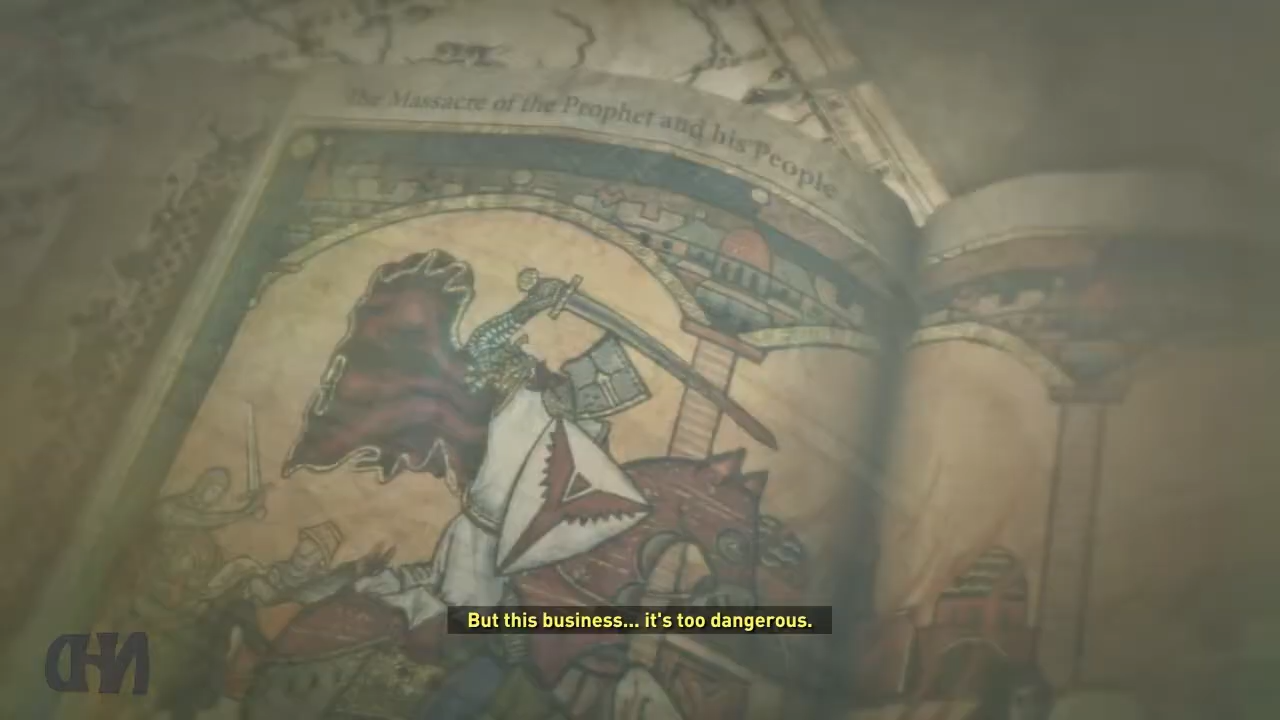 The Massacre of the Prophet and his People
But this business... it's too dangerous.